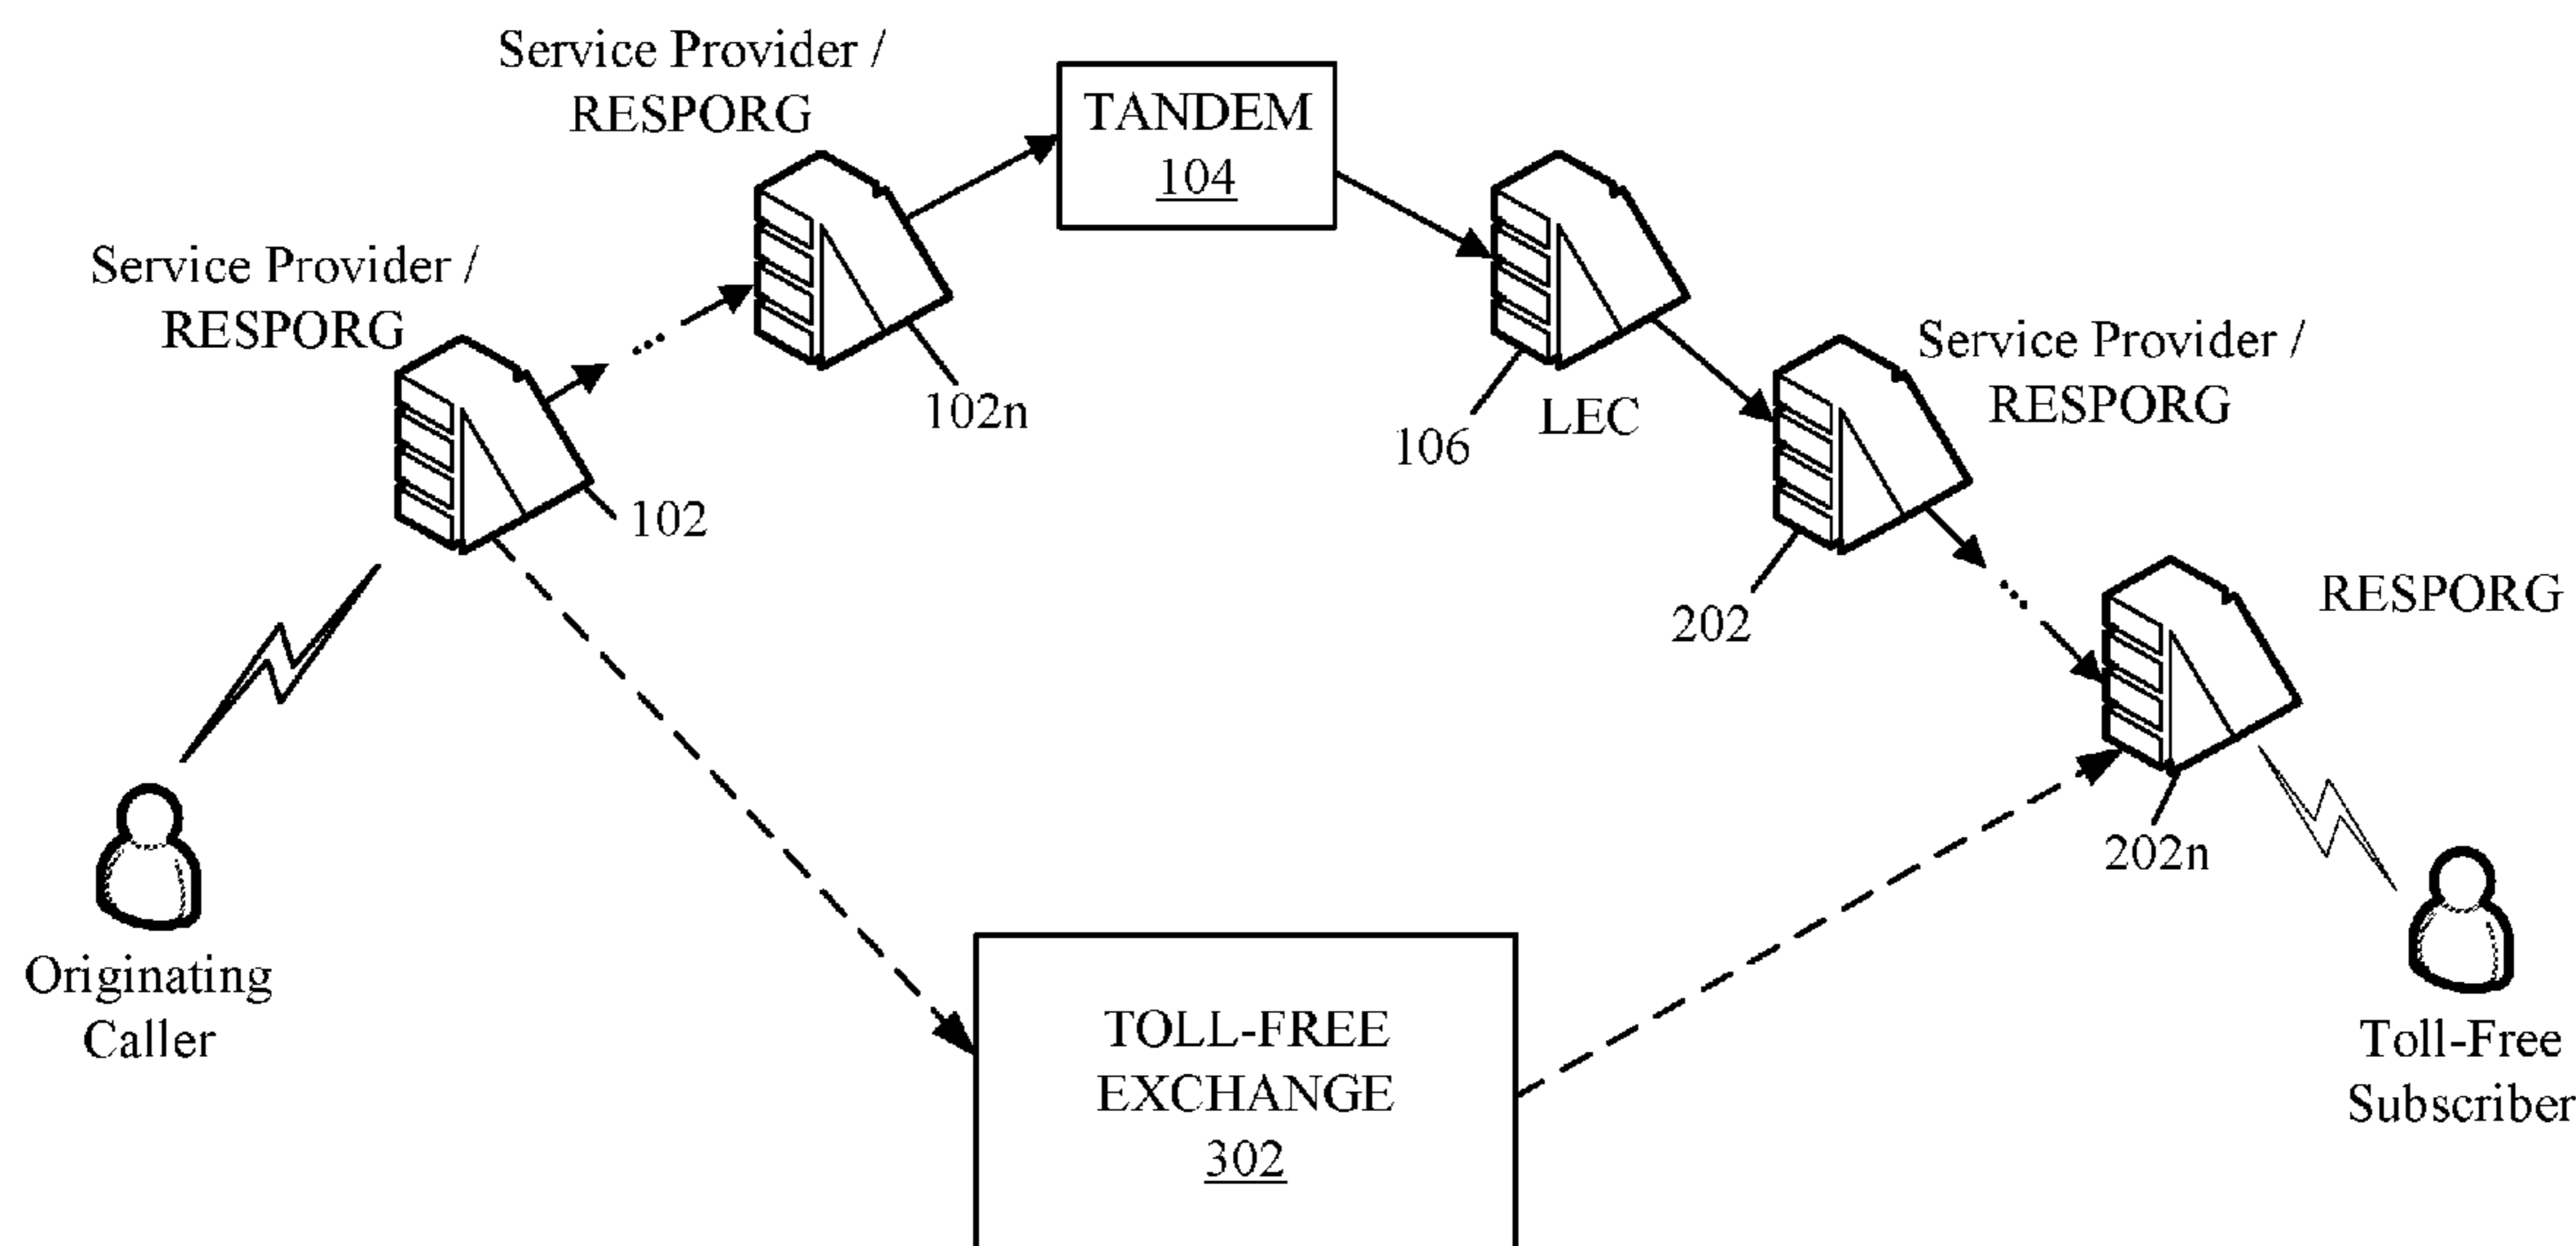 Service Provider /
RESPORG
TANDEM
104
Service Provider /
RESPORG
102n
102
106
LEC
Service Provider /
RESPORG
202
RESPORG
202n
Originating
Caller
TOLL-FREE
EXCHANGE
302
Toll-Free
Subscriber